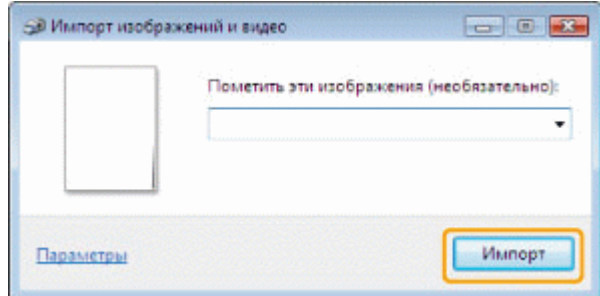 Импорт изображений и видео
Пометить эти изображения (необязательно):
Параметры
Импорт